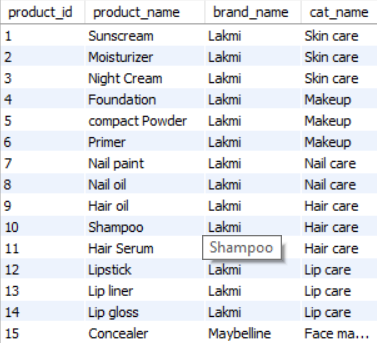 product_id product_name brand_name cat_name
1 Sunscream Lakmi Skin care
2 Moisturizer Lakmi Skin care
3 Night Cream Lakmi Skin care
4 Foundation Lakmi Makeup
5 compact Powder Lakmi Makeup
6 Primer Lakmi Makeup
7 Nail paint Lakmi Nail care
8 Nail oil Lakmi Nail care
9 Hair oil Lakmi Hair care
10 Shampoo Lakmi Hair care
11 Hair Serum Shampoo Hair care
12 Lipstick Lakmi Lip care
13 Lip liner Lakmi Lip care
14 Lip gloss Lakmi Lip care
15 Concealer Maybelline Face ma...